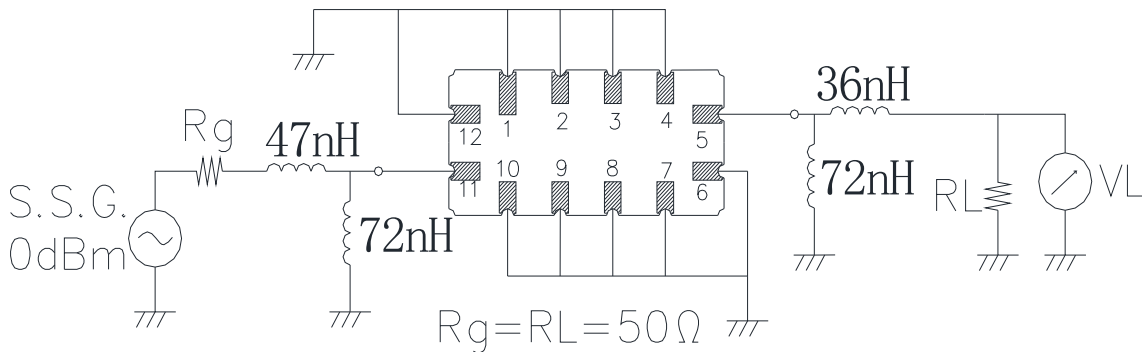 36nH
Rg
47nH
12 1 2 3 4 5
10 9 8 7
11 6
72nH
RL
VL
S.S.G.
0dBm
72nH
Rg=RL=50Ω